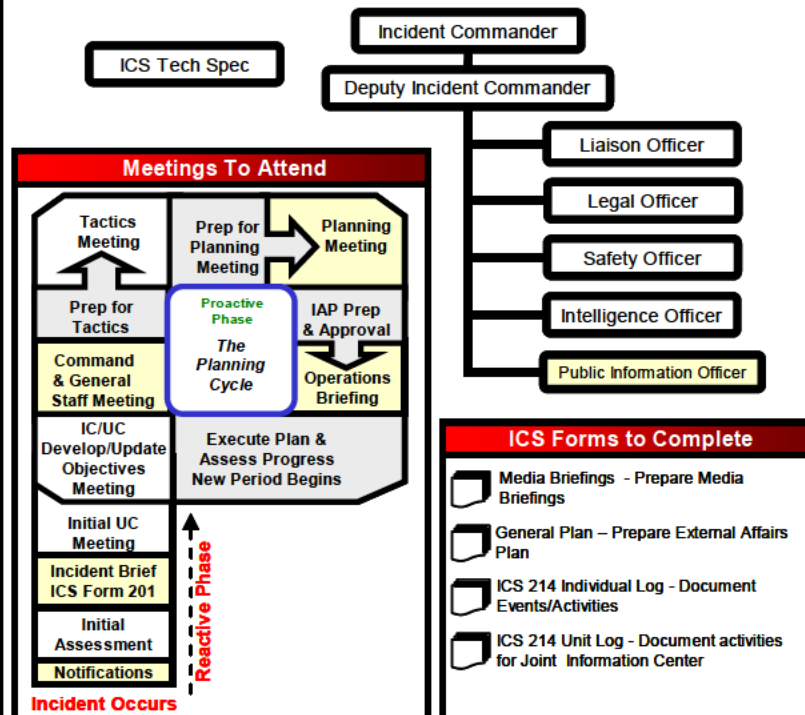 Incident Commander
ICS Tech Spec
Deputy Incident Commander
Liaison Officer
Legal Officer
Safety Officer
Intelligence Officer
Public Information Officer
Meetings To Attend
Tactics
Meeting
Prep for
Planning
Meeting
Planning
Meeting
Prep for
Tactics
Proactive
Phase
The
Planning
Cycle
IAP Prep
& Approval
Command
& General
Staff Meeting
Operations
Briefing
IC/UC
Develop/Update
Objectives
Meeting
Execute Plan &
Assess Progress
New Period Begins
Initial UC
Meeting
Incident Brief
ICS Form 201
Initial
Assessment
Notifications
Reactive Phase
Incident Occurs
ICS Forms to Complete
Media Briefings - Prepare Media
Briefings
General Plan – Prepare External Affairs
Plan
ICS 214 Individual Log - Document
Events/Activities
ICS 214 Unit Log - Document activities
for Joint Information Center